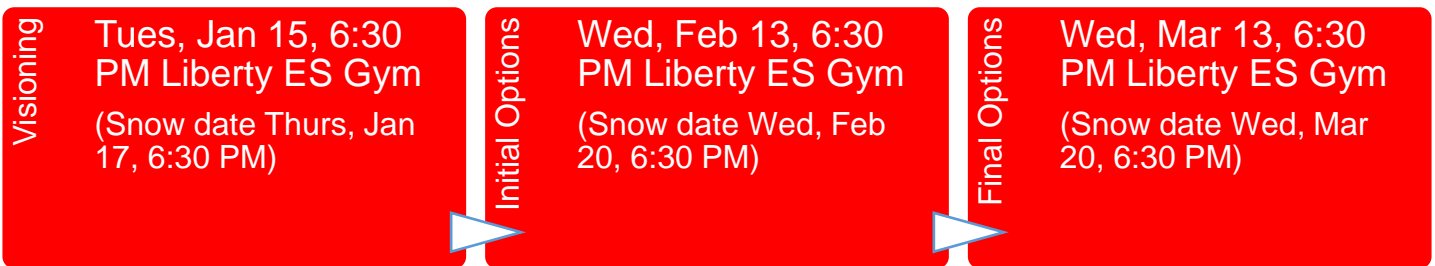 Visioning
Tues, Jan 15, 6:30
PM Liberty ES Gym
(Snow date Thurs, Jan
17, 6:30 PM)
Initial Options
Wed, Feb 13, 6:30
PM Liberty ES Gym
(Snow date Wed, Feb
20, 6:30 PM)
Final Options
Wed, Mar 13, 6:30
PM Liberty ES Gym
(Snow date Wed, Mar
20, 6:30 PM)